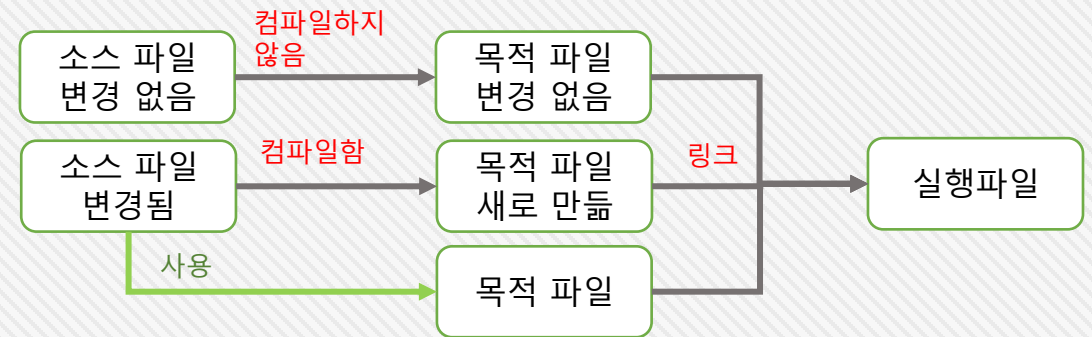 컴파일하지
않음
소스 파일
변경 없음
목적 파일
변경 없음
컴파일함
소스 파일
변경됨
목적 파일
새로 만듦
링크
실행파일
사용
목적 파일